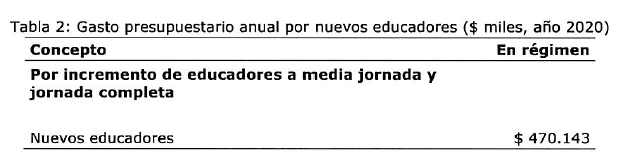 Tabla 2: Gasto presupuestario anual por nuevos educadores ($ miles, año 2020)
Concepto En régimen
Por incremento de educadores a media jornada y
jornada completa
Nuevos educadores $ 470.143